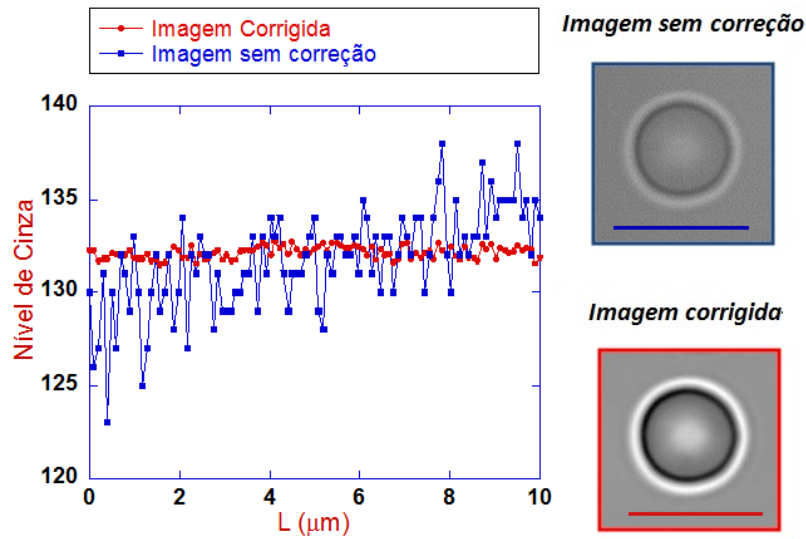 Imagem Corrigida
Imagem sem correção
Imagem sem correção
140
135
130
125
120
Nível de Cinza
0 2 4 6 8 10
L (μm)
Imagem corrigida